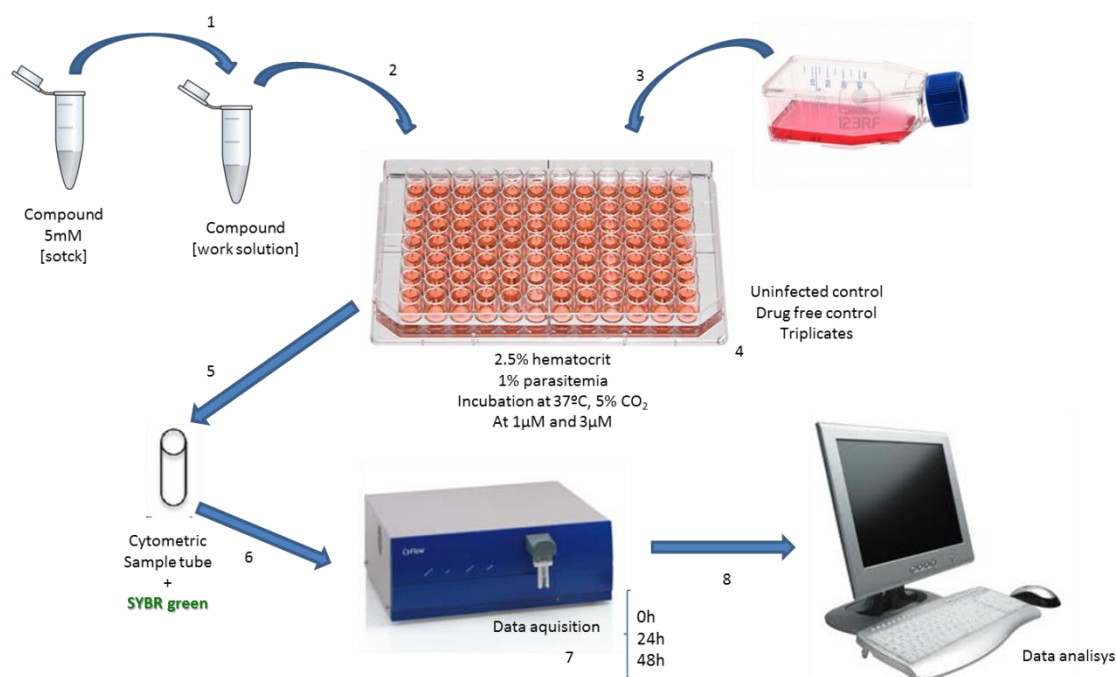 1
2
3
Compound
5mM
[sotck]
Compound
[work solution]
123RF
Uninfected control
Drug free control
Triplicates
4
2.5% hematocrit
1% parasitemia
Incubation at 37ºC, 5% CO₂
At 1µM and 3µM
5
Cytometric
Sample tube
+
SYBR green
6
CyFlow
Data aquisition
7
0h
24h
48h
8
Data analisys